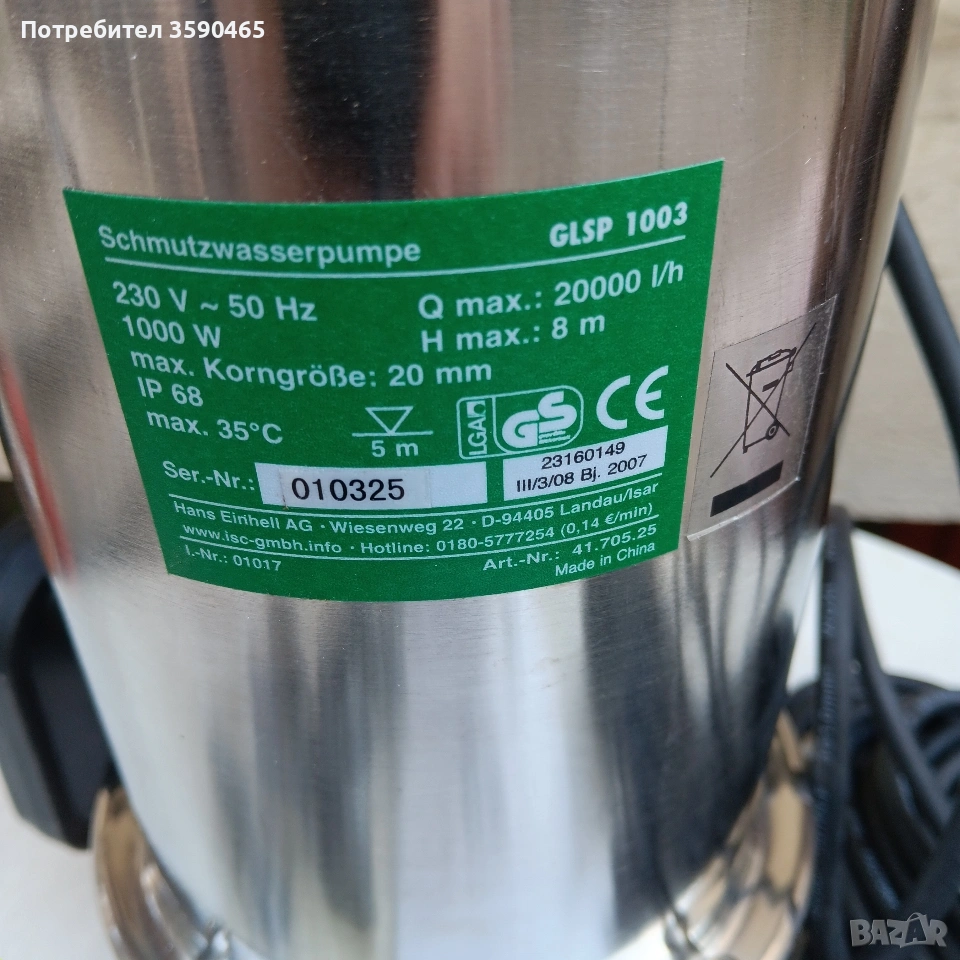 Потребител 3590465
Schmutzwasserpumpe GLSP 1003
230 V ~ 50 Hz Q max.: 20000 l/h
1000 W H max.: 8 m
max. Korngröße: 20 mm
IP 68
max. 35°C
5 m
LGA
GS
CE
Ser.-Nr.: 010325
23160149
III/3/08 Bj. 2007
Hans Einhell AG · Wiesenweg 22 · D-94405 Landau/Isar
www.isc-gmbh.info · Hotline: 0180-5777254 (0,14 €/min)
I.-Nr.: 01017 Art.-Nr.: 41.705.25
Made in China
BAZAR